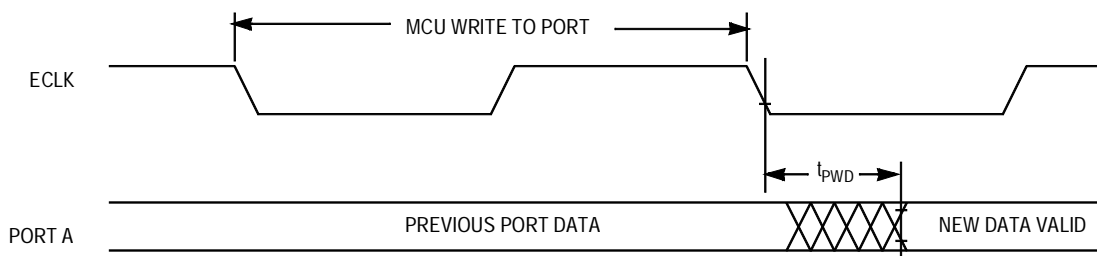 MCU WRITE TO PORT
ECLK
tPWD
PORT A
PREVIOUS PORT DATA
NEW DATA VALID